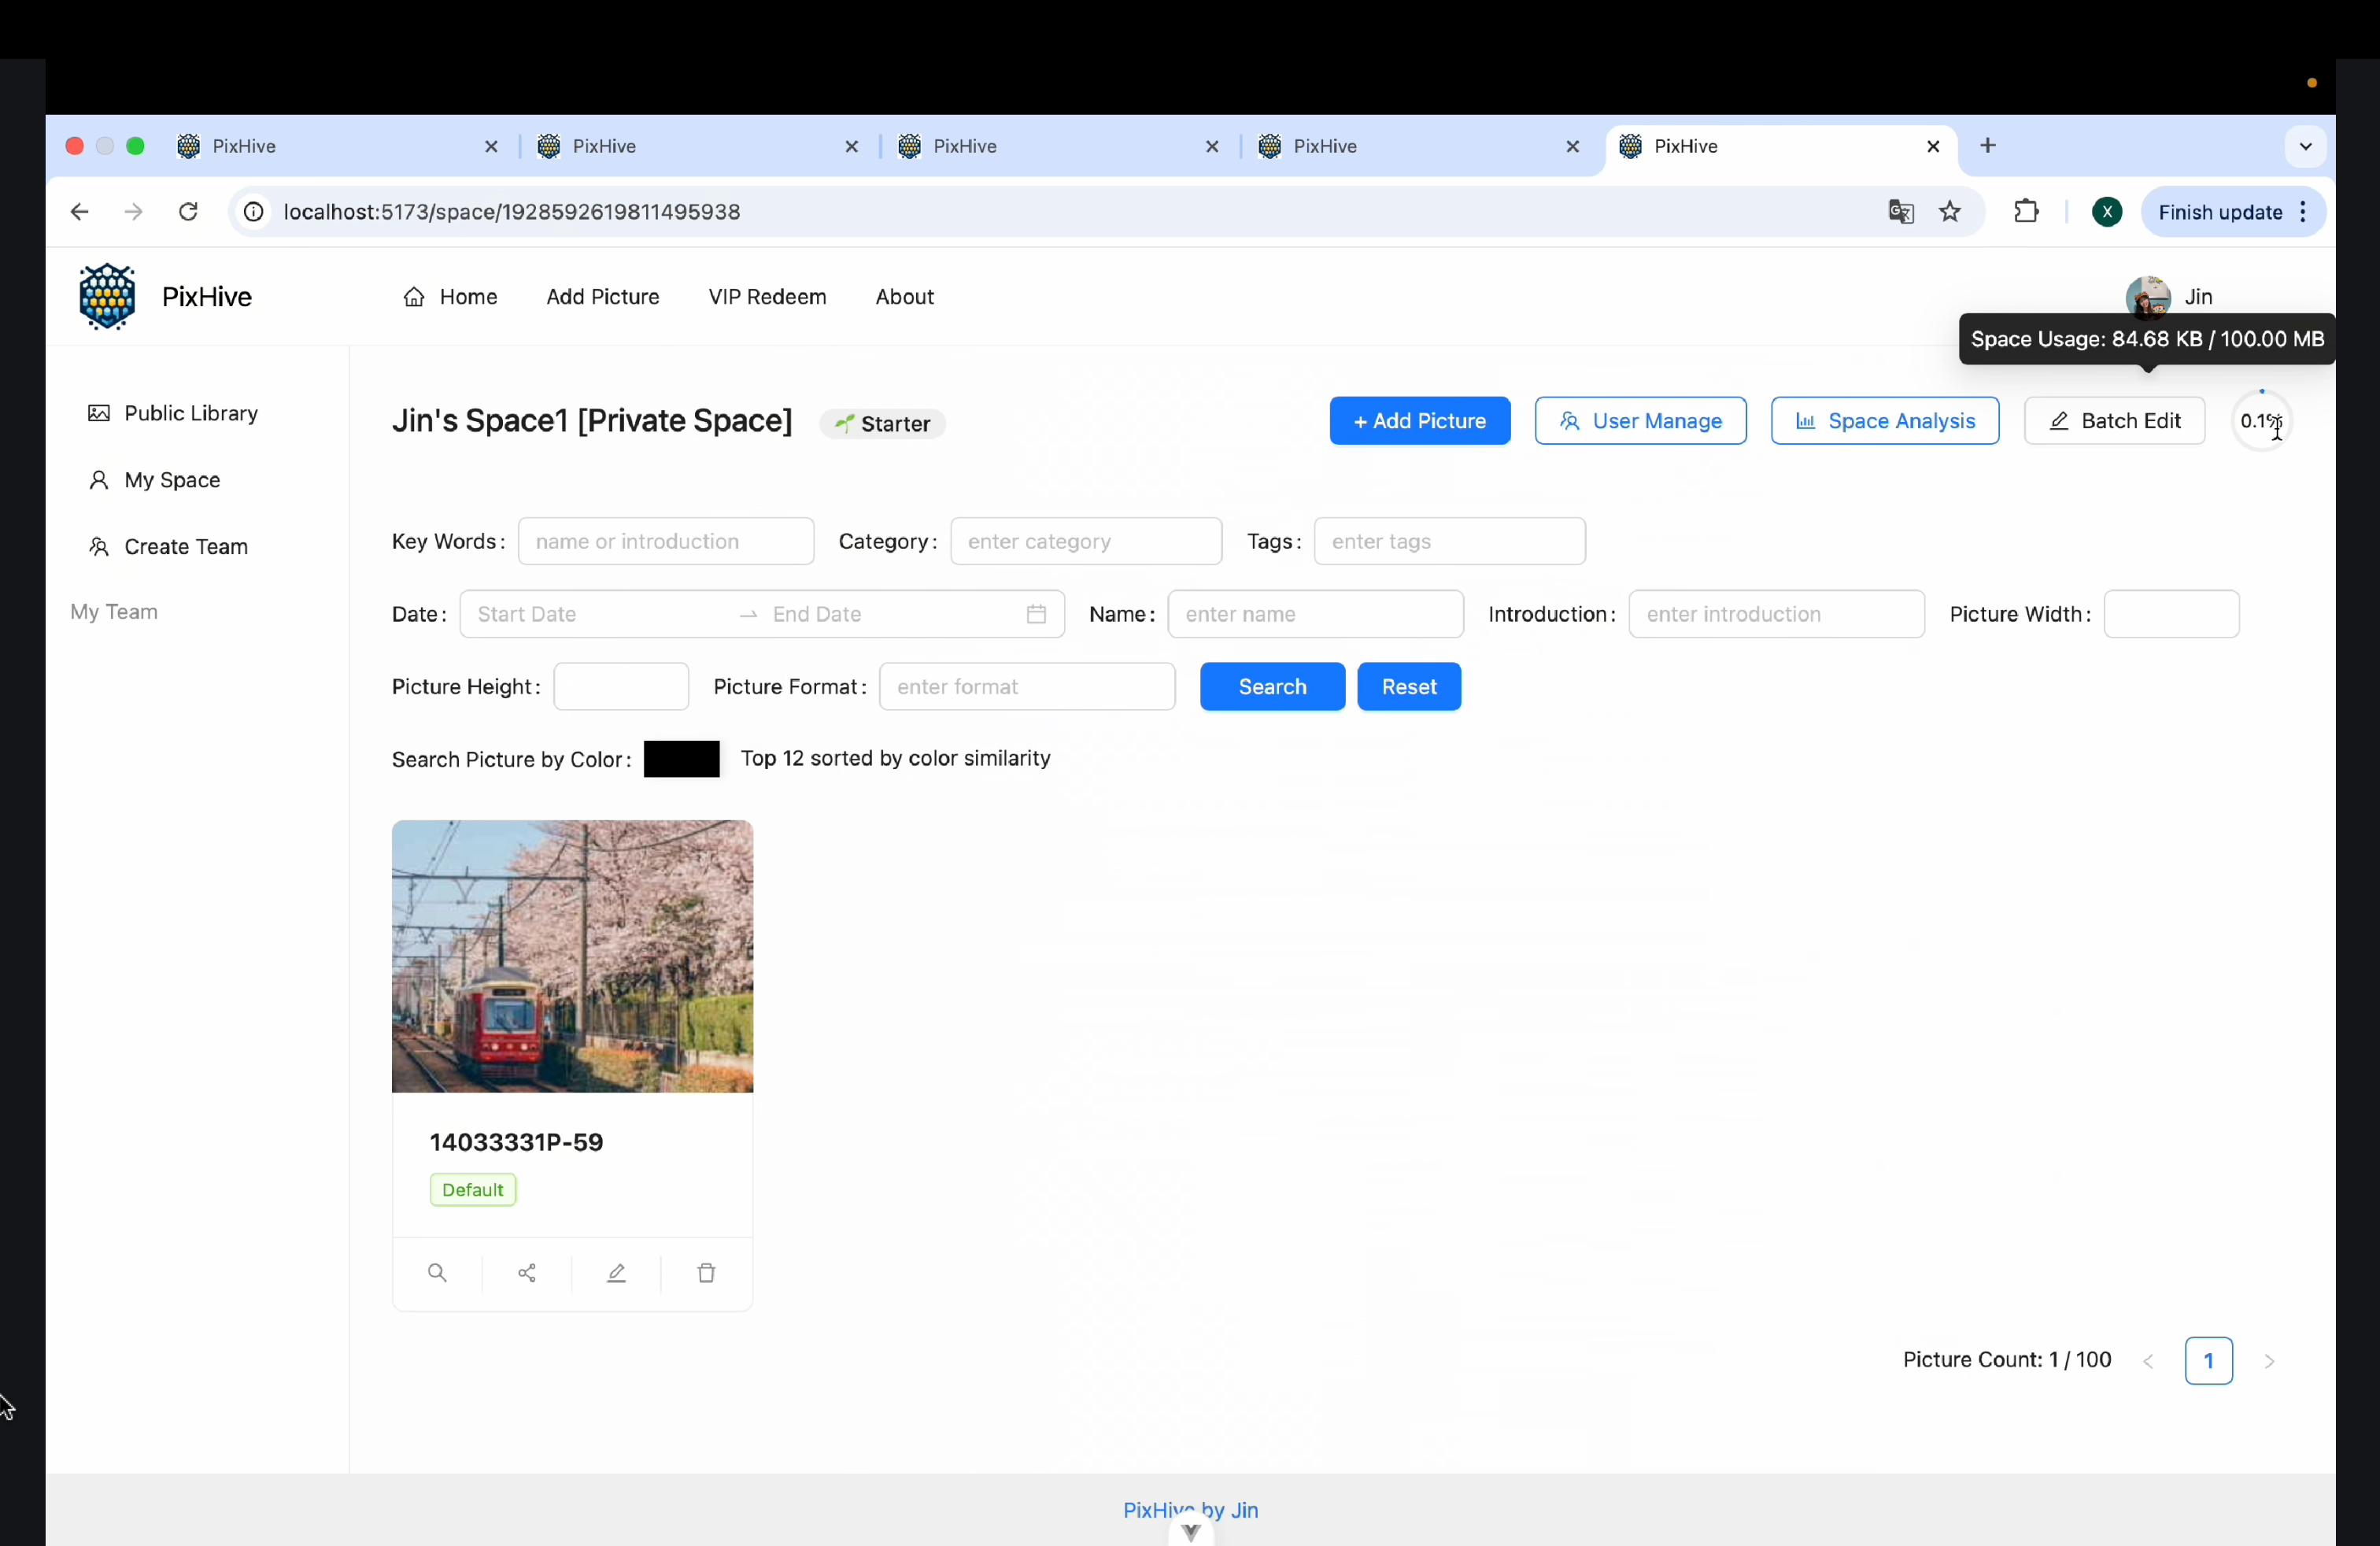 PixHive
PixHive
PixHive
PixHive
PixHive
localhost:5173/space/1928592619811495938
X
Finish update
PixHive
Home
Add Picture
VIP Redeem
About
Jin
Space Usage: 84.68 KB / 100.00 MB
Public Library
My Space
Create Team
My Team
Jin's Space1 [Private Space]
Starter
+ Add Picture
User Manage
Space Analysis
Batch Edit
0.1%
Key Words:
name or introduction
Category:
enter category
Tags:
enter tags
Date:
Start Date
End Date
Name:
enter name
Introduction:
enter introduction
Picture Width:
Picture Height:
Picture Format:
enter format
Search
Reset
Search Picture by Color:
Top 12 sorted by color similarity
14033331P-59
Default
Picture Count: 1 / 100
1
PixHive by Jin